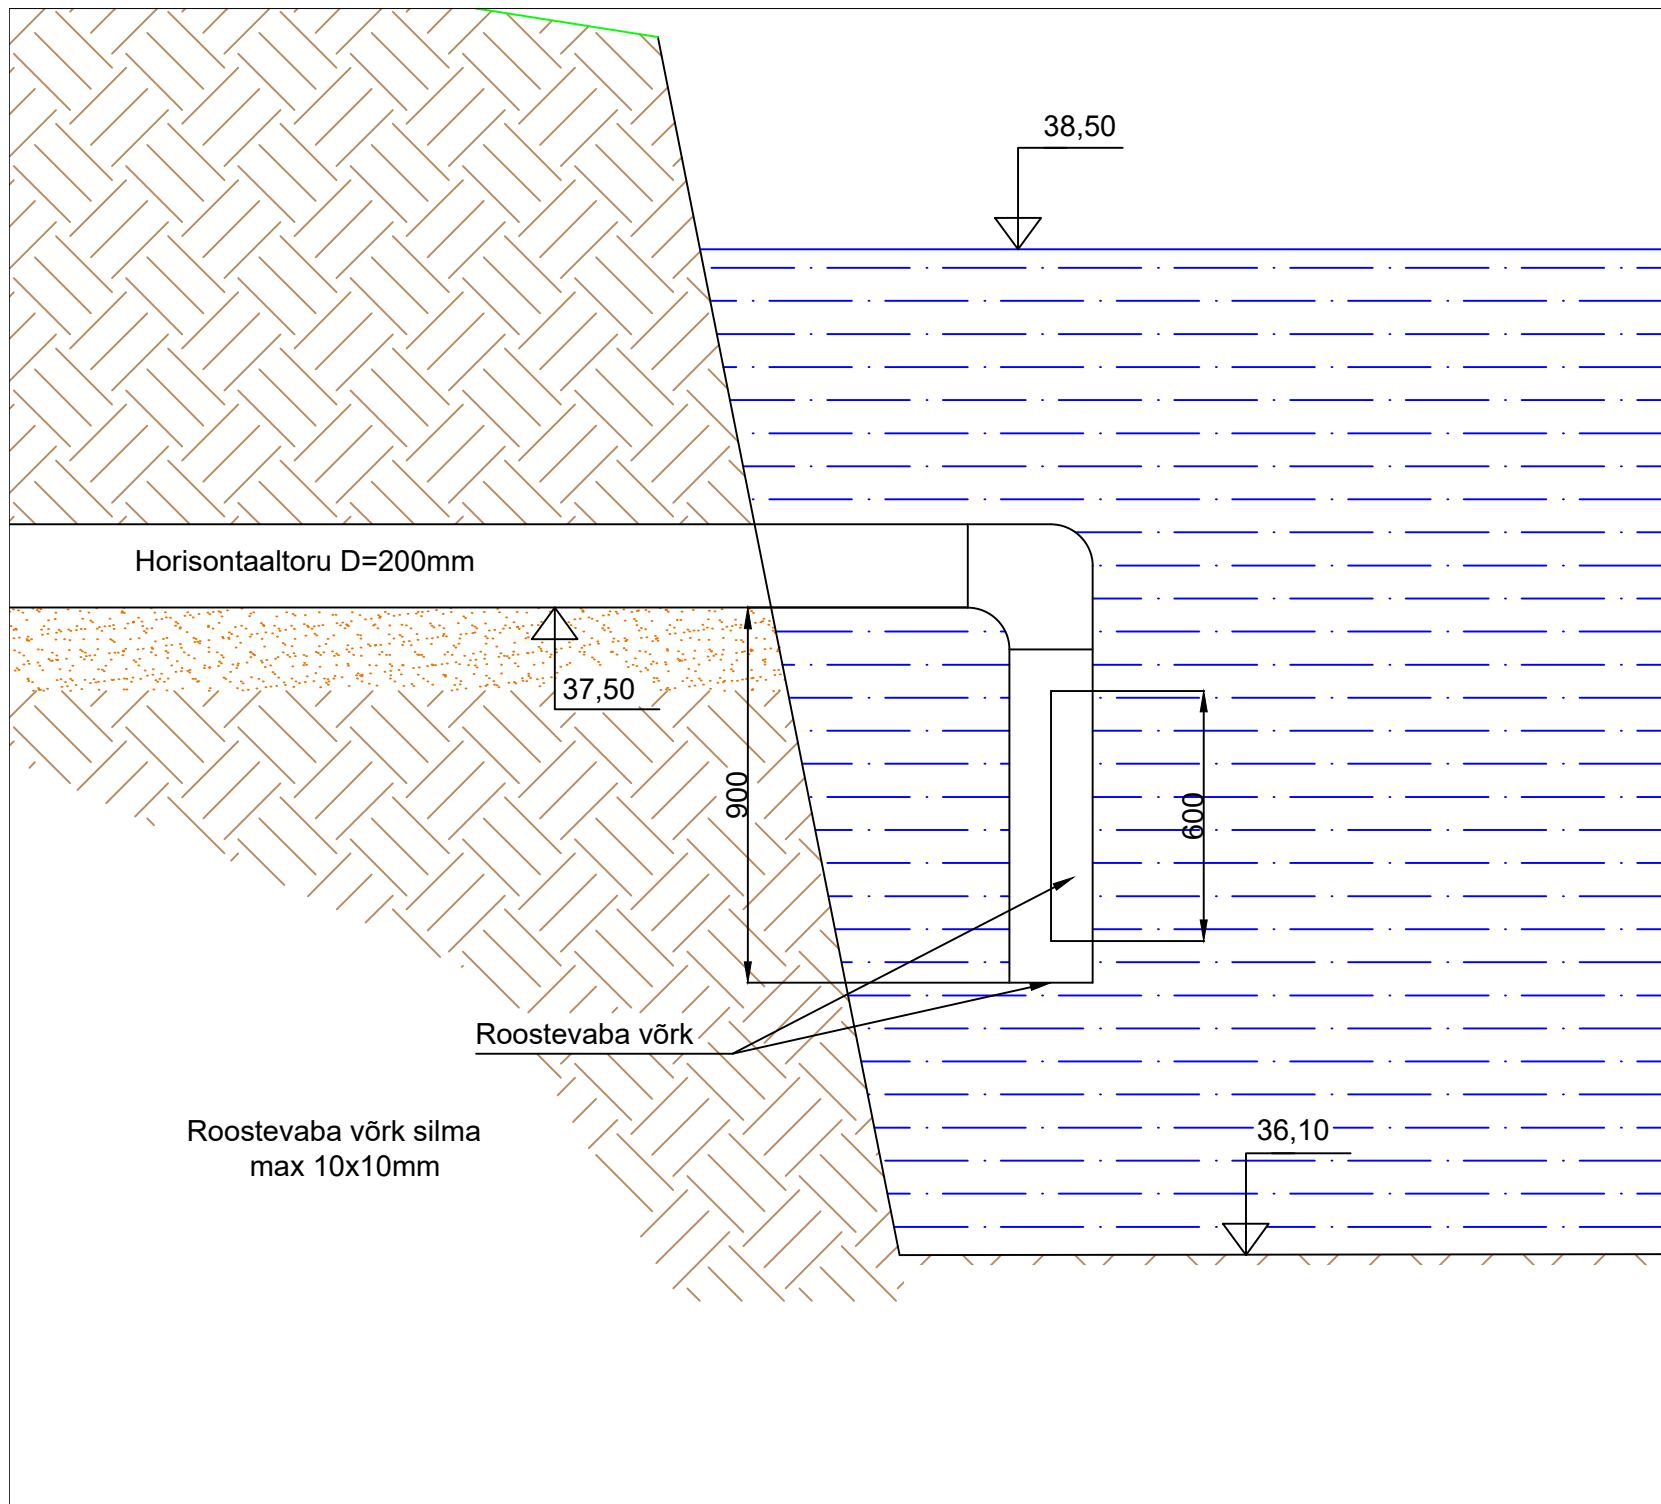 38,50
Horisontaaltoru D=200mm
37,50
900
600
Roostevaba võrk
Roostevaba võrk silma
max 10x10mm
36,10